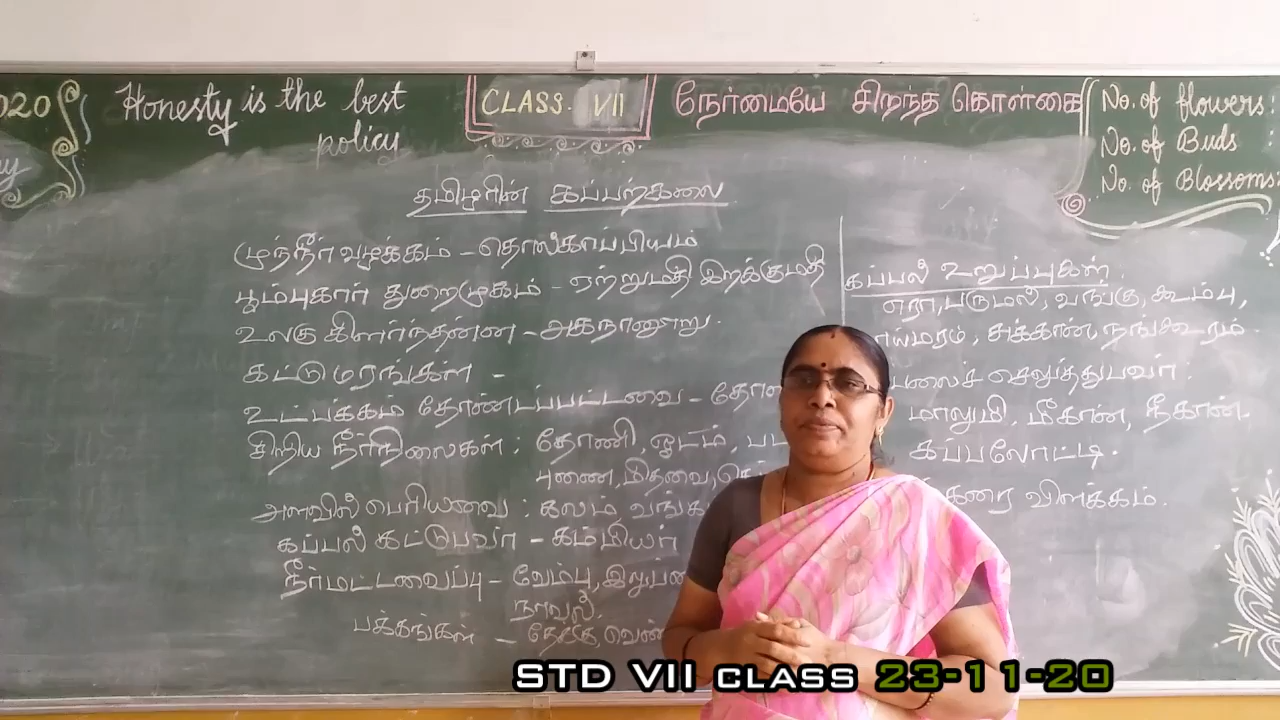 020
Honesty is the best
policy
CLASS. VII
நேர்மையே சிறந்த கொள்கை
No. of flowers:
No. of Buds
No. of Blossoms:
தமிழரின் கப்பற்கலை
முந்நீர் வழக்கம் - தொல்காப்பியம்
பூம்புகார் துறைமுகம் - ஏற்றுமதி இறக்குமதி
உலகு கிளர்ந்தன்ன - அகநானூறு.
கட்டுமரங்கள் -
உட்பக்கம் தோண்டப்பட்டவை -
சிறிய நீர்நிலைகள் : தோணி, ஓடம்,
புணை, மிதவை,
அளவில் பெரியவை : கலம் வங்க
கப்பல் கட்டுபவர் - கம்மியர்
நீர்மட்டவைப்பு - வேம்பு, இலுப்
நாவல்.
பக்கங்கள் - தேக்கு, வெண்
கப்பல் உறுப்புகள்.
எரா, பருமல், வங்கு, கூம்பு,
ய்மரம், சுக்கான், நங்கூரம்.
பலைச் செலுத்துபவர் :
மாலுமி, மீகான், நீகான்
கப்பலோட்டி.
கரை விளக்கம்.
STD VII CLASS 23-11-20